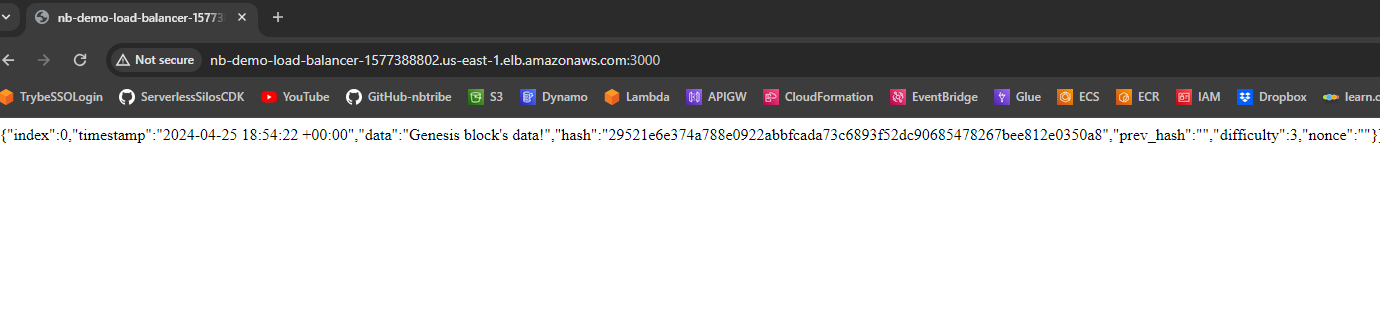 nb-demo-load-balancer-15773
Not secure nb-demo-load-balancer-1577388802.us-east-1.elb.amazonaws.com:3000
TrybeSSOLogin ServerlessSilosCDK YouTube GitHub-nbtribe S3 Dynamo Lambda APIGW CloudFormation EventBridge Glue ECS ECR IAM Dropbox learn.c
{"index":0,"timestamp":"2024-04-25 18:54:22 +00:00","data":"Genesis block's data!","hash":"29521e6e374a788e0922abbfcada73c6893f52dc90685478267bee812e0350a8","prev_hash":"","difficulty":3,"nonce":""}]